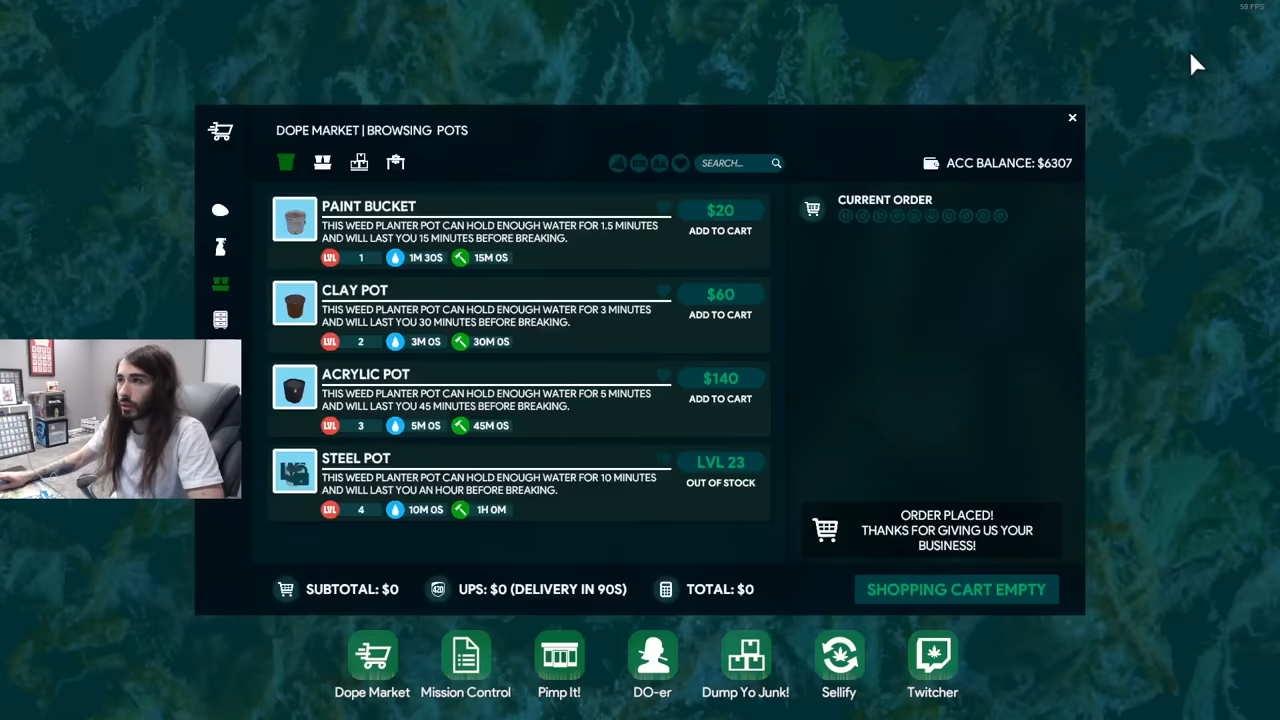 59 FPS
DOPE MARKET | BROWSING POTS
SEARCH...
ACC BALANCE: $6307
PAINT BUCKET
THIS WEED PLANTER POT CAN HOLD ENOUGH WATER FOR 1.5 MINUTES
AND WILL LAST YOU 15 MINUTES BEFORE BREAKING.
LVL 1 1M 30S 15M 0S
$20
ADD TO CART
CLAY POT
THIS WEED PLANTER POT CAN HOLD ENOUGH WATER FOR 3 MINUTES
AND WILL LAST YOU 30 MINUTES BEFORE BREAKING.
LVL 2 3M 0S 30M 0S
$60
ADD TO CART
ACRYLIC POT
THIS WEED PLANTER POT CAN HOLD ENOUGH WATER FOR 5 MINUTES
AND WILL LAST YOU 45 MINUTES BEFORE BREAKING.
LVL 3 5M 0S 45M 0S
$140
ADD TO CART
STEEL POT
THIS WEED PLANTER POT CAN HOLD ENOUGH WATER FOR 10 MINUTES
AND WILL LAST YOU AN HOUR BEFORE BREAKING.
LVL 4 10M 0S 1H 0M
LVL 23
OUT OF STOCK
CURRENT ORDER
ORDER PLACED!
THANKS FOR GIVING US YOUR
BUSINESS!
SUBTOTAL: $0
420
UPS: $0 (DELIVERY IN 90S)
TOTAL: $0
SHOPPING CART EMPTY
Dope Market
Mission Control
Pimp It!
DO-er
Dump Yo Junk!
Sellify
Twitcher